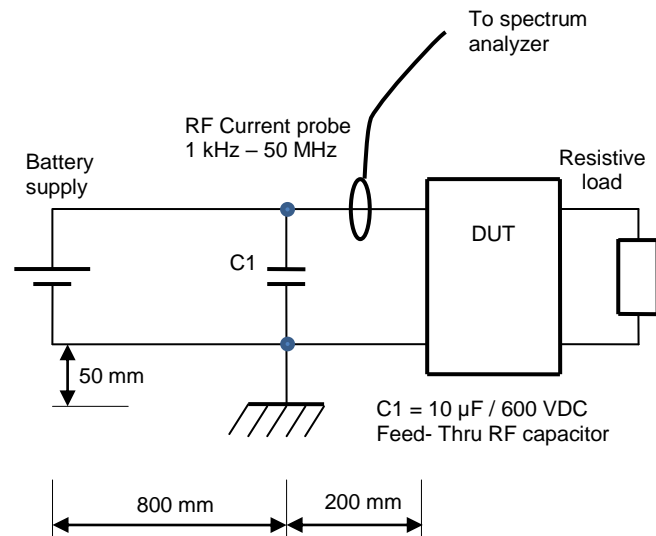 To spectrum
analyzer
RF Current probe
1 kHz – 50 MHz
Battery
supply
Resistive
load
DUT
C1
50 mm
C1 = 10 µF / 600 VDC
Feed- Thru RF capacitor
800 mm
200 mm